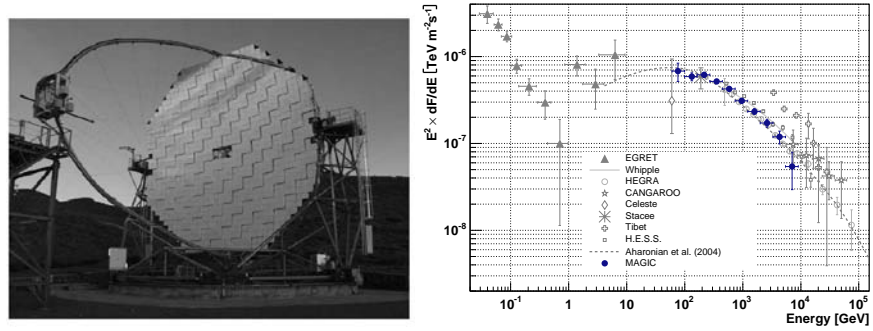 E² × dF/dE [TeV m⁻²s⁻¹]
10⁻⁶
10⁻⁷
10⁻⁸
EGRET
Whipple
HEGRA
CANGAROO
Celeste
Stacee
Tibet
H.E.S.S.
Aharonian et al. (2004)
MAGIC
10⁻¹ 1 10 10² 10³ 10⁴ 10⁵
Energy [GeV]